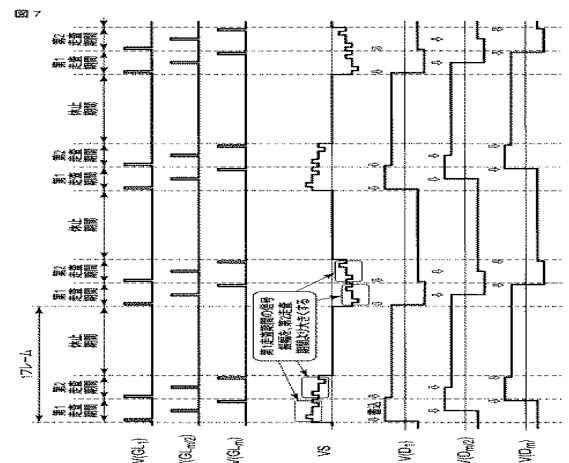 図7
1フレーム
第1
走査
期間
第2
走査
期間
休止
期間
第1
走査
期間
第2
走査
期間
休止
期間
第1
走査
期間
第2
走査
期間
休止
期間
第1
走査
期間
第2
走査
期間
V(GL1)
V(GLm/2)
V(GLm)
VS
第1走査期間の信号
振幅を、第2走査
期間より大きくする
V(D1)
書込
V(Dm/2)
V(Dm)